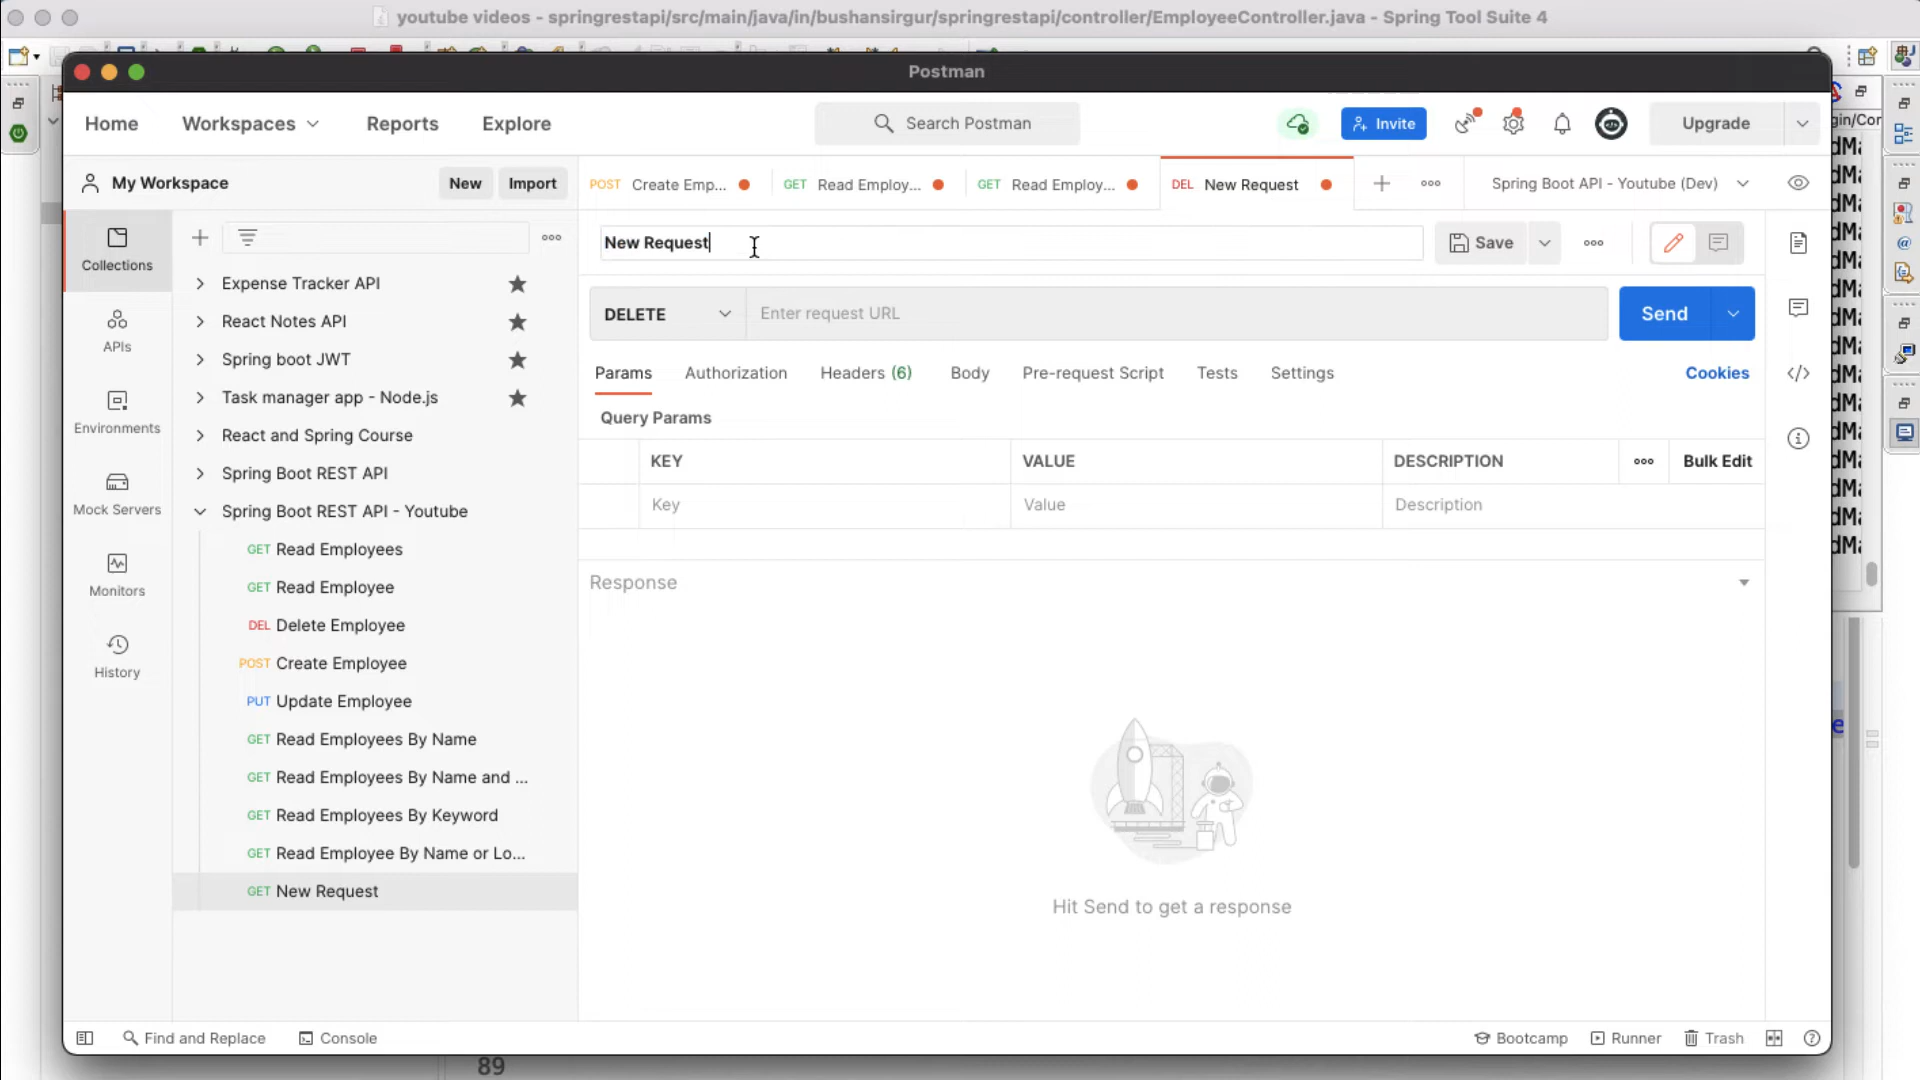 youtube videos - springrestapi/src/main/java/in/bushansirgur/springrestapi/controller/EmployeeController.java - Spring Tool Suite 4
Postman
Home
Workspaces
Reports
Explore
Search Postman
Invite
Upgrade
My Workspace
New
Import
POST Create Emp...
GET Read Employ...
GET Read Employ...
DEL New Request
Spring Boot API - Youtube (Dev)
Collections
APIs
Environments
Mock Servers
Monitors
History
Expense Tracker API
React Notes API
Spring boot JWT
Task manager app - Node.js
React and Spring Course
Spring Boot REST API
Spring Boot REST API - Youtube
GET Read Employees
GET Read Employee
DEL Delete Employee
POST Create Employee
PUT Update Employee
GET Read Employees By Name
GET Read Employees By Name and ...
GET Read Employees By Keyword
GET Read Employee By Name or Lo...
GET New Request
New Request
Save
DELETE
Enter request URL
Send
Params
Authorization
Headers (6)
Body
Pre-request Script
Tests
Settings
Cookies
Query Params
KEY
VALUE
DESCRIPTION
Bulk Edit
Key
Value
Description
Response
Hit Send to get a response
Find and Replace
Console
Bootcamp
Runner
Trash
89